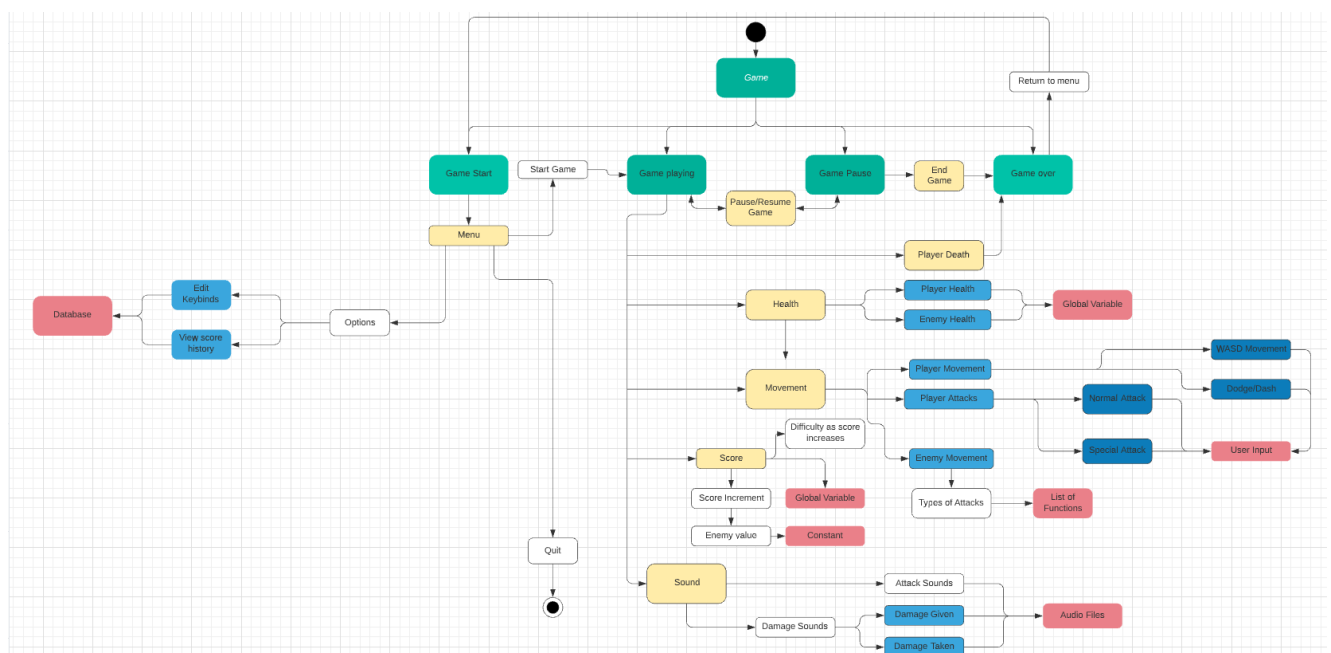 Game
Return to menu
Game Start
Start Game
Game playing
Game Pause
End
Game
Game over
Pause/Resume
Game
Menu
Player Death
Edit
Keybinds
Database
View score
history
Options
Health
Player Health
Enemy Health
Global Variable
Movement
Player Movement
Player Attacks
Enemy Movement
WASD Movement
Dodge/Dash
Normal Attack
Special Attack
User Input
Difficulty as score
increases
Score
Score Increment
Global Variable
Types of Attacks
List of
Functions
Enemy value
Constant
Quit
Sound
Attack Sounds
Damage Sounds
Damage Given
Damage Taken
Audio Files